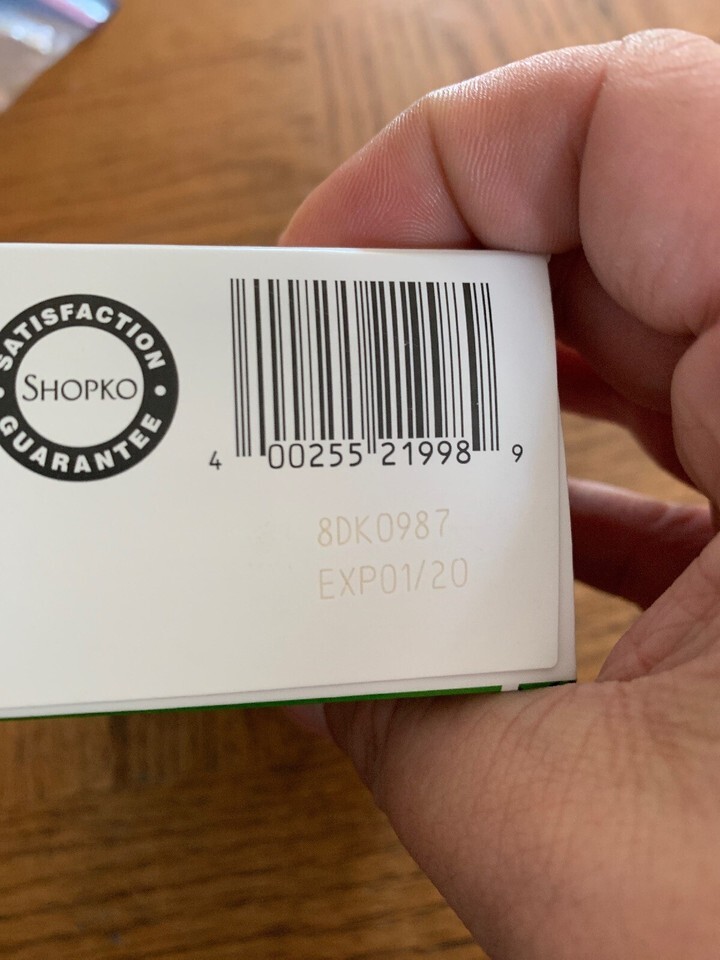 SATISFACTION
SHOPKO
GUARANTEE
4 00255 21998 9
8DK0987
EXP01/20